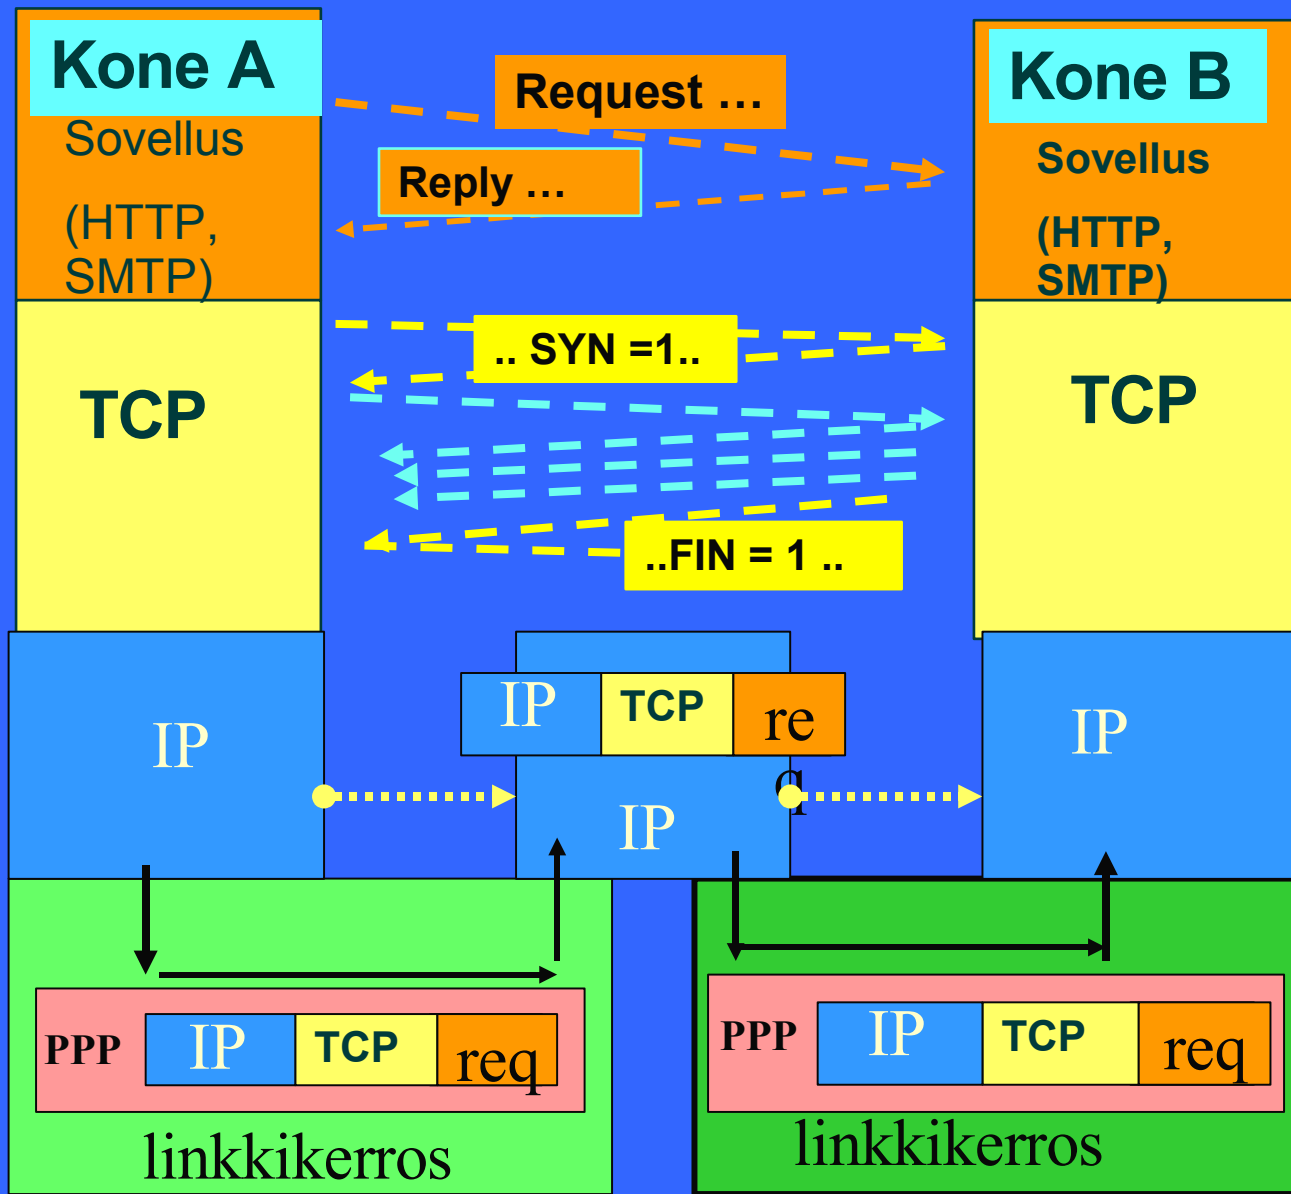 Kone A
Sovellus
(HTTP,
SMTP)
Request …
Reply …
Kone B
Sovellus
(HTTP,
SMTP)
TCP
.. SYN =1..
..FIN = 1 ..
TCP
IP
IP
TCP
re
q
IP
IP
PPP
IP
TCP
req
linkkikerros
PPP
IP
TCP
req
linkkikerros